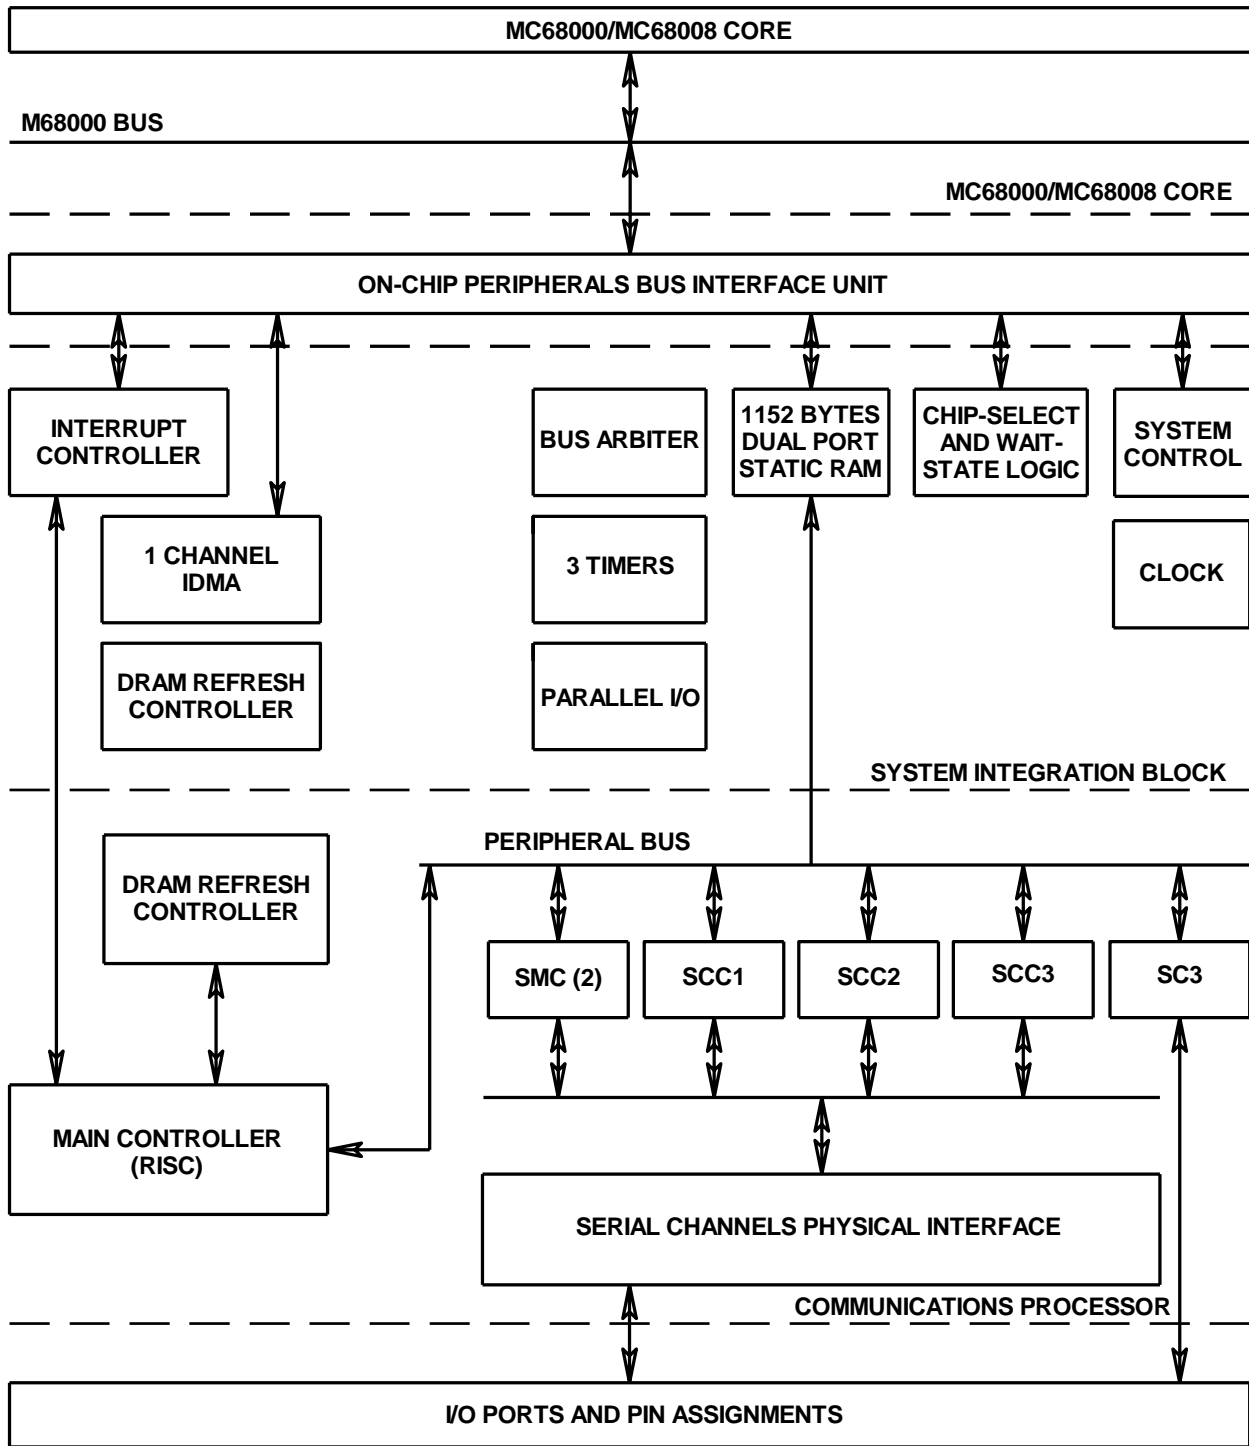 MC68000/MC68008 CORE
M68000 BUS
MC68000/MC68008 CORE
ON-CHIP PERIPHERALS BUS INTERFACE UNIT
INTERRUPT
CONTROLLER
BUS ARBITER
1152 BYTES
DUAL PORT
STATIC RAM
CHIP-SELECT
AND WAIT-
STATE LOGIC
SYSTEM
CONTROL
1 CHANNEL
IDMA
3 TIMERS
CLOCK
DRAM REFRESH
CONTROLLER
PARALLEL I/O
SYSTEM INTEGRATION BLOCK
PERIPHERAL BUS
DRAM REFRESH
CONTROLLER
SMC (2)
SCC1
SCC2
SCC3
SC3
MAIN CONTROLLER
(RISC)
SERIAL CHANNELS PHYSICAL INTERFACE
COMMUNICATIONS PROCESSOR
I/O PORTS AND PIN ASSIGNMENTS